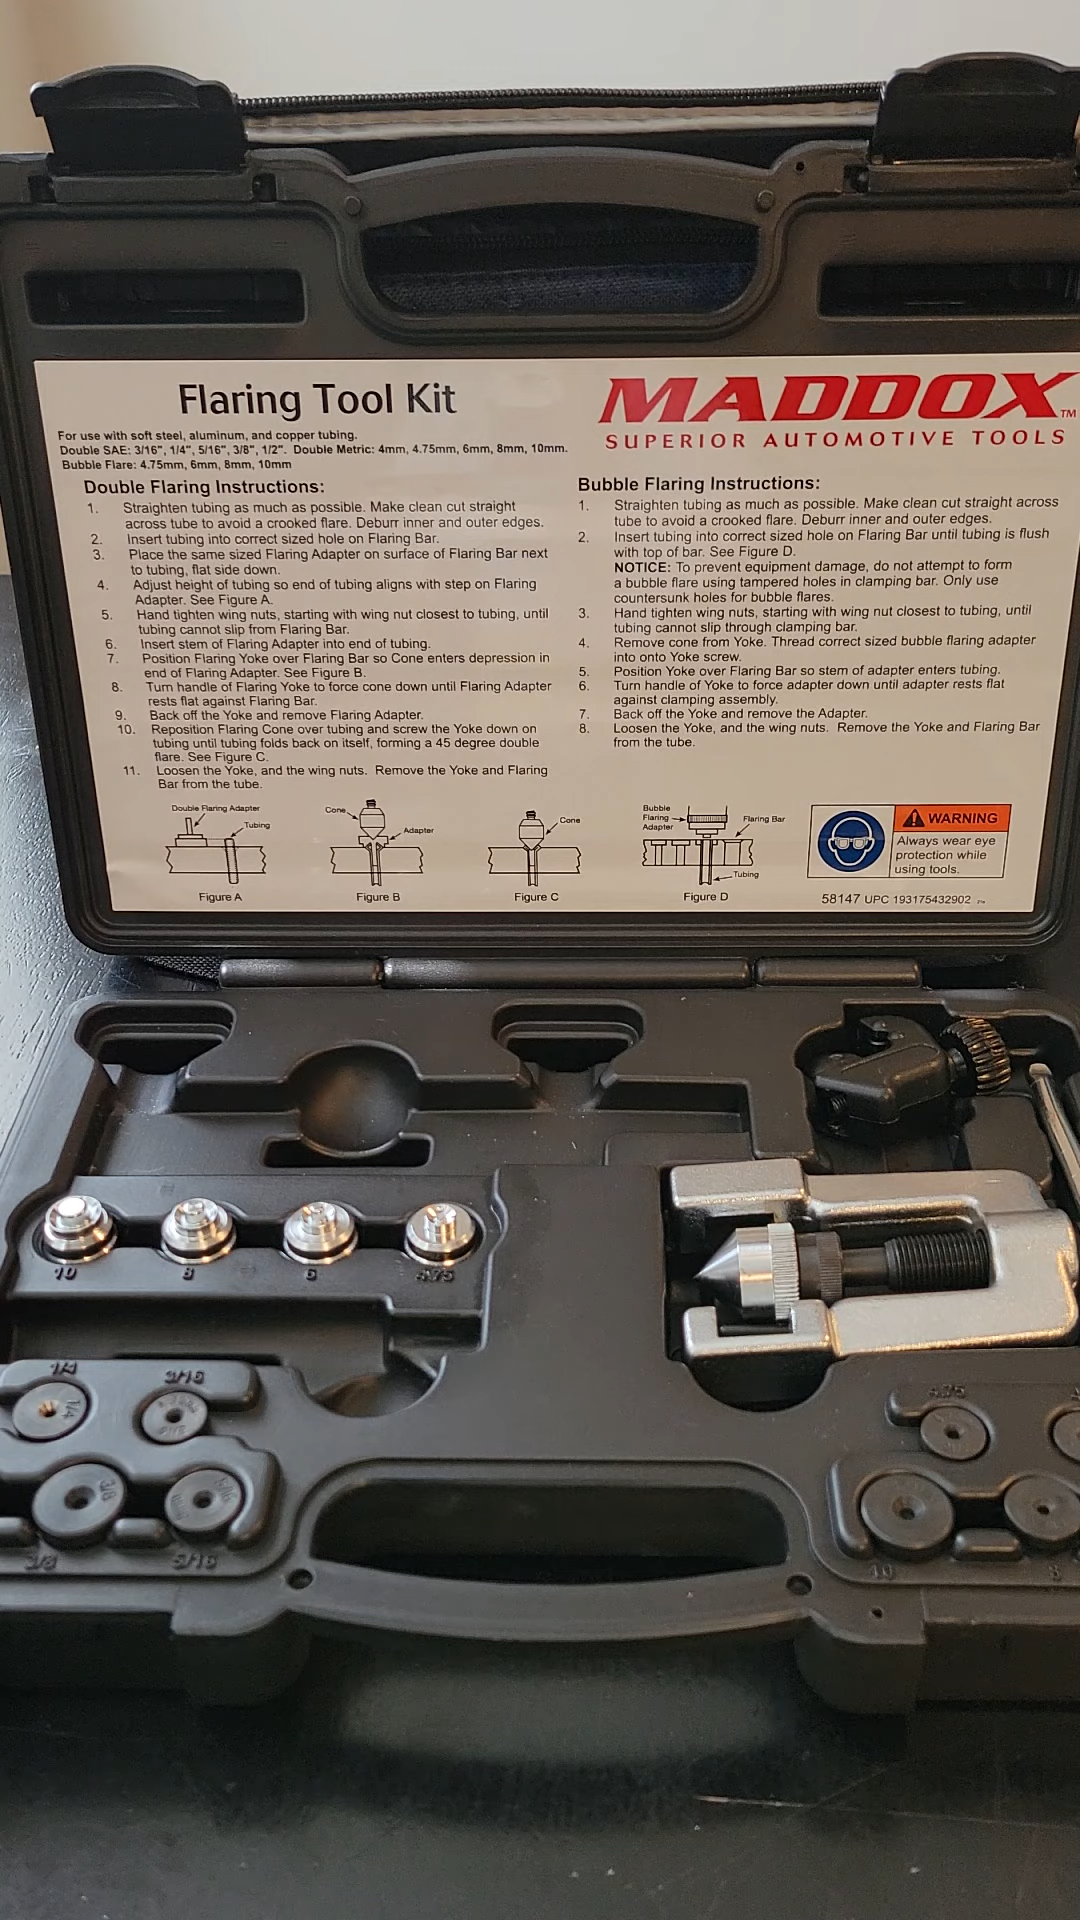 Flaring Tool Kit
MADDOX™
SUPERIOR AUTOMOTIVE TOOLS
For use with soft steel, aluminum, and copper tubing.
Double SAE: 3/16", 1/4", 5/16", 3/8", 1/2". Double Metric: 4mm, 4.75mm, 6mm, 8mm, 10mm.
Bubble Flare: 4.75mm, 6mm, 8mm, 10mm
Double Flaring Instructions:
1. Straighten tubing as much as possible. Make clean cut straight
across tube to avoid a crooked flare. Deburr inner and outer edges.
2. Insert tubing into correct sized hole on Flaring Bar.
3. Place the same sized Flaring Adapter on surface of Flaring Bar next
to tubing, flat side down.
4. Adjust height of tubing so end of tubing aligns with step on Flaring
Adapter. See Figure A.
5. Hand tighten wing nuts, starting with wing nut closest to tubing, until
tubing cannot slip from Flaring Bar.
6. Insert stem of Flaring Adapter into end of tubing.
7. Position Flaring Yoke over Flaring Bar so Cone enters depression in
end of Flaring Adapter. See Figure B.
8. Turn handle of Flaring Yoke to force cone down until Flaring Adapter
rests flat against Flaring Bar.
9. Back off the Yoke and remove Flaring Adapter.
10. Reposition Flaring Cone over tubing and screw the Yoke down on
tubing until tubing folds back on itself, forming a 45 degree double
flare. See Figure C.
11. Loosen the Yoke, and the wing nuts. Remove the Yoke and Flaring
Bar from the tube.
Bubble Flaring Instructions:
1. Straighten tubing as much as possible. Make clean cut straight across
tube to avoid a crooked flare. Deburr inner and outer edges.
2. Insert tubing into correct sized hole on Flaring Bar until tubing is flush
with top of bar. See Figure D.
NOTICE: To prevent equipment damage, do not attempt to form
a bubble flare using tampered holes in clamping bar. Only use
countersunk holes for bubble flares.
3. Hand tighten wing nuts, starting with wing nut closest to tubing, until
tubing cannot slip through clamping bar.
4. Remove cone from Yoke. Thread correct sized bubble flaring adapter
into onto Yoke screw.
5. Position Yoke over Flaring Bar so stem of adapter enters tubing.
6. Turn handle of Yoke to force adapter down until adapter rests flat
against clamping assembly.
7. Back off the Yoke and remove the Adapter.
8. Loosen the Yoke, and the wing nuts. Remove the Yoke and Flaring Bar
from the tube.
Double Flaring Adapter
Tubing
Figure A
Cone
Adapter
Figure B
Cone
Figure C
Bubble
Flaring
Adapter
Flaring Bar
Tubing
Figure D
WARNING
Always wear eye
protection while
using tools.
58147 UPC 193175432902
10 8 6 4.75
1/4 3/16
1/4
3/8
3/8 5/16
4.75
10 8